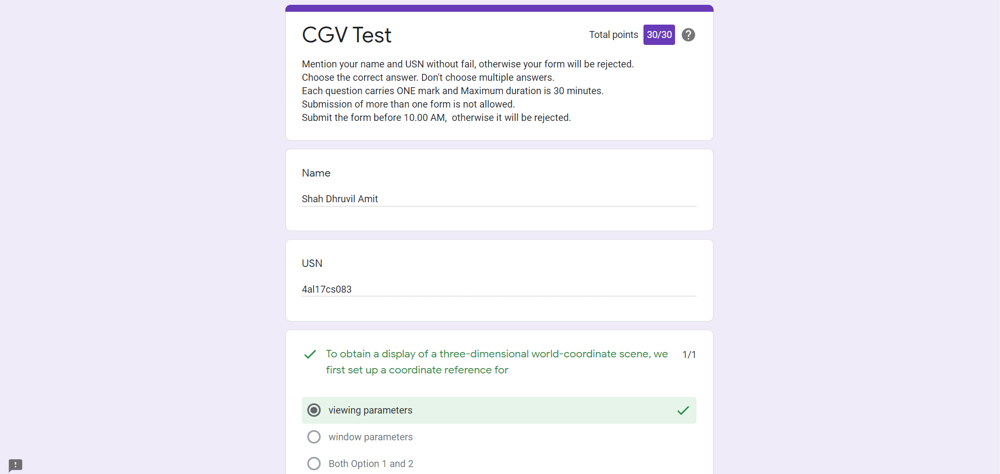 CGV Test
Total points 30/30
Mention your name and USN without fail, otherwise your form will be rejected.
Choose the correct answer. Don't choose multiple answers.
Each question carries ONE mark and Maximum duration is 30 minutes.
Submission of more than one form is not allowed.
Submit the form before 10.00 AM,  otherwise it will be rejected.
Name
Shah Dhruvil Amit
USN
4al17cs083
To obtain a display of a three-dimensional world-coordinate scene, we 1/1
first set up a coordinate reference for
viewing parameters
window parameters
Both Option 1 and 2